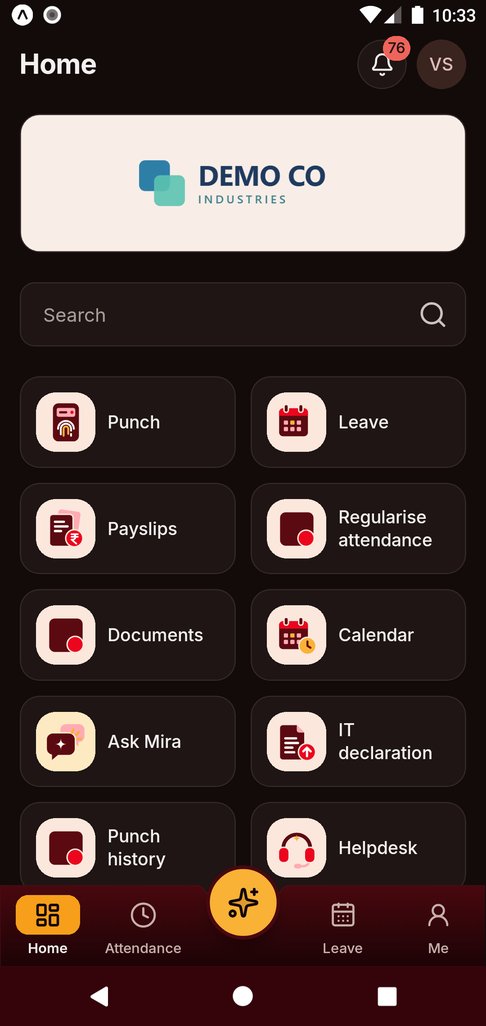 10:33
Home
76
VS
DEMO CO
INDUSTRIES
Search
Punch
Leave
Payslips
₹
Regularise
attendance
Documents
Calendar
Ask Mira
IT
declaration
Punch
history
Helpdesk
Home
Attendance
Leave
Me